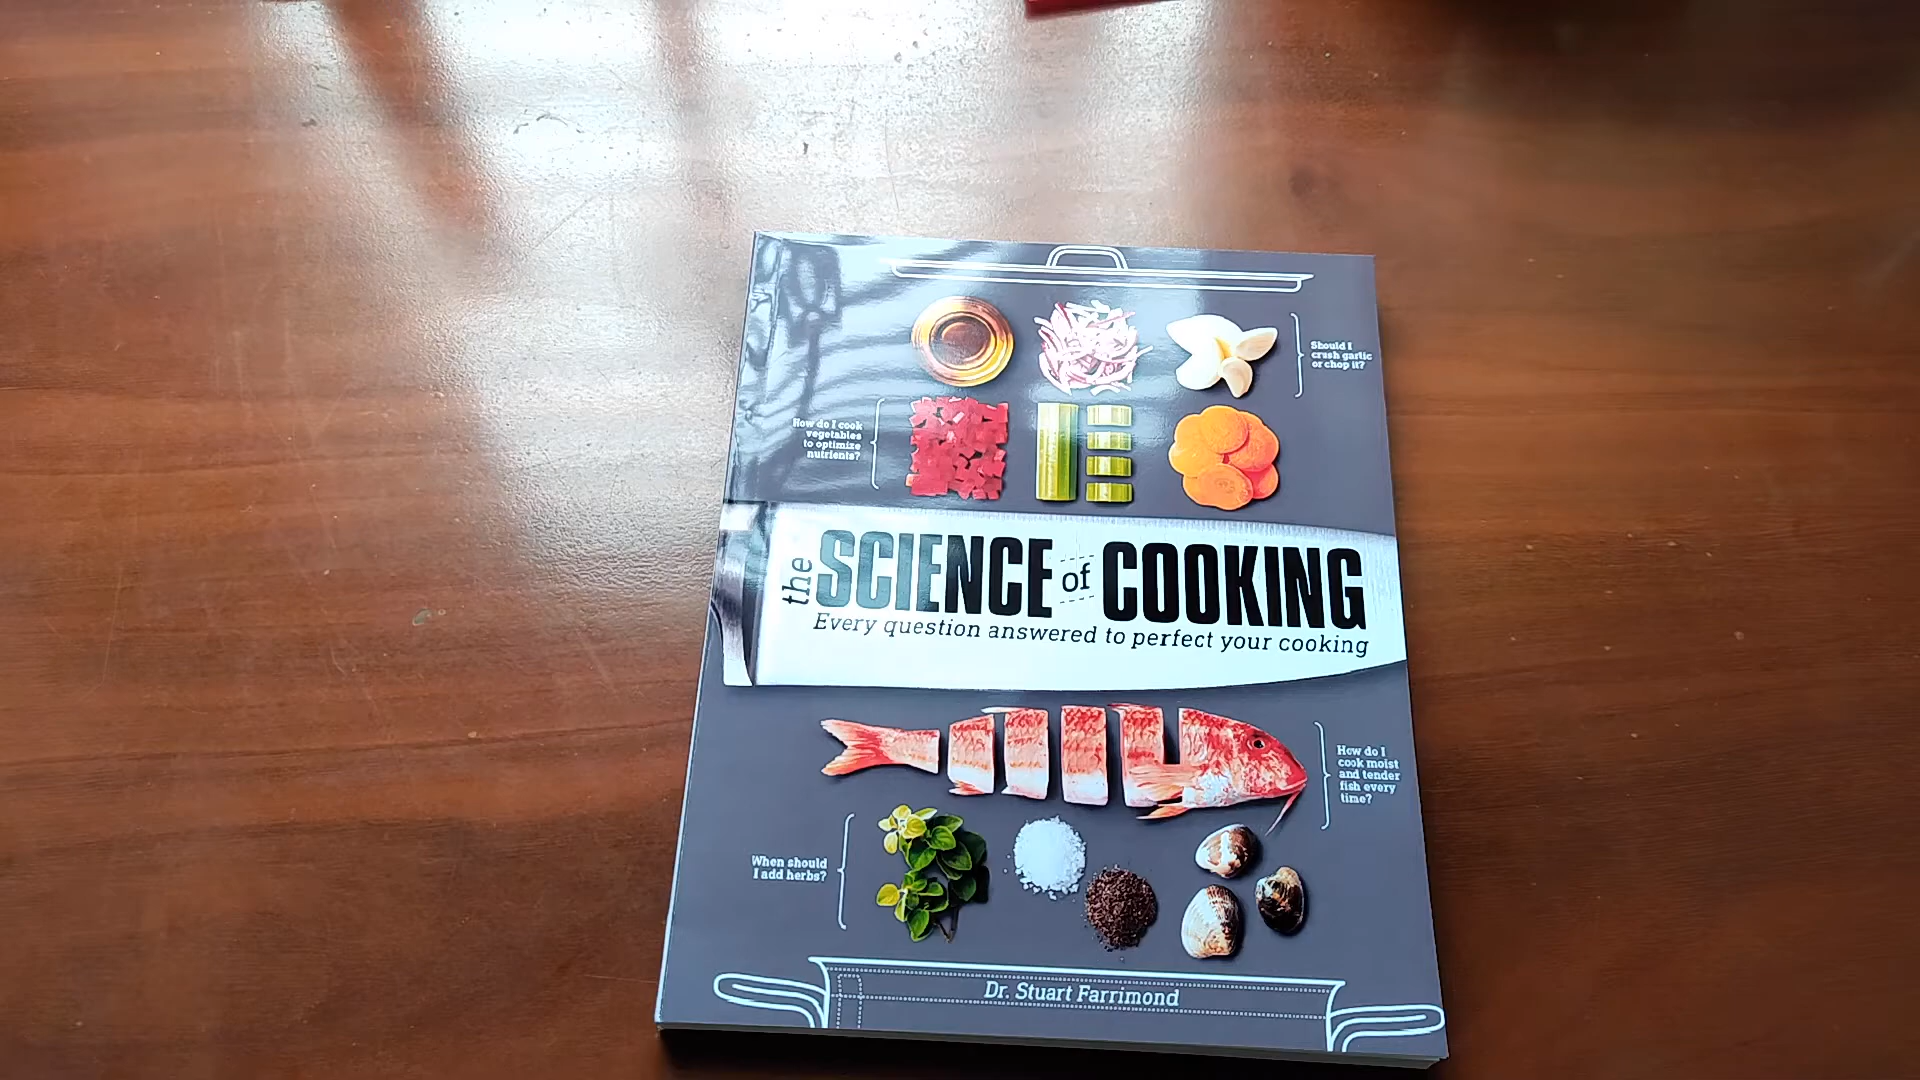 Should I
crush garlic
or chop it?
How do I cook
vegetables
to optimize
nutrients?
the SCIENCE of COOKING
Every question answered to perfect your cooking
How do I
cook moist
and tender
fish every
time?
When should
I add herbs?
Dr. Stuart Farrimond